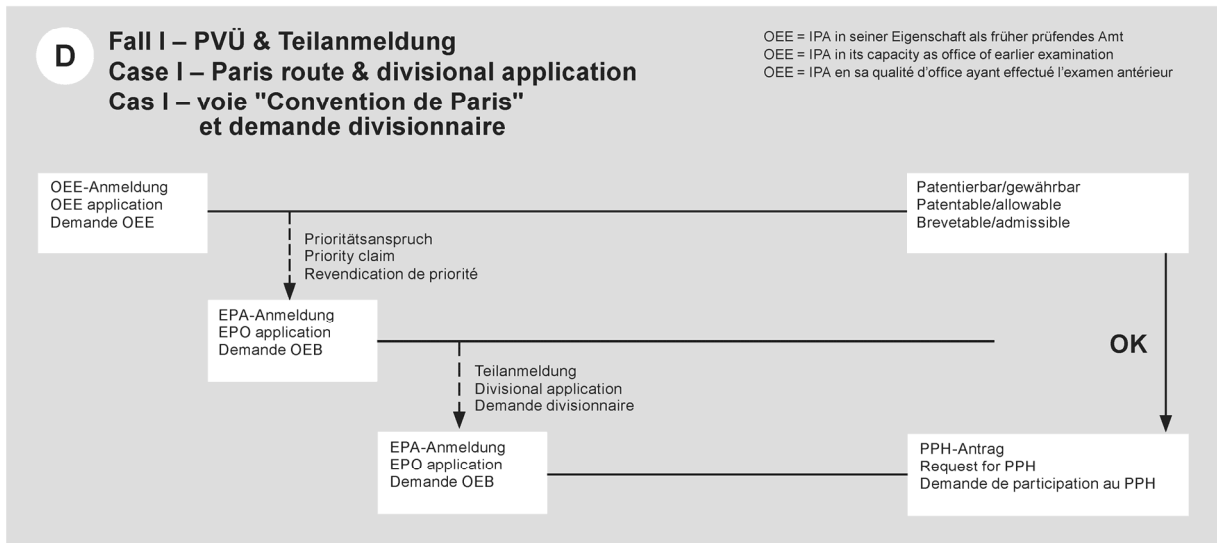 D
Fall I – PVÜ & Teilanmeldung
Case I – Paris route & divisional application
Cas I – voie "Convention de Paris"
et demande divisionnaire
OEE = IPA in seiner Eigenschaft als früher prüfendes Amt
OEE = IPA in its capacity as office of earlier examination
OEE = IPA en sa qualité d'office ayant effectué l'examen antérieur
OEE-Anmeldung
OEE application
Demande OEE
Patentierbar/gewährbar
Patentable/allowable
Brevetable/admissible
Prioritätsanspruch
Priority claim
Revendication de priorité
EPA-Anmeldung
EPO application
Demande OEB
OK
Teilanmeldung
Divisional application
Demande divisionnaire
EPA-Anmeldung
EPO application
Demande OEB
PPH-Antrag
Request for PPH
Demande de participation au PPH